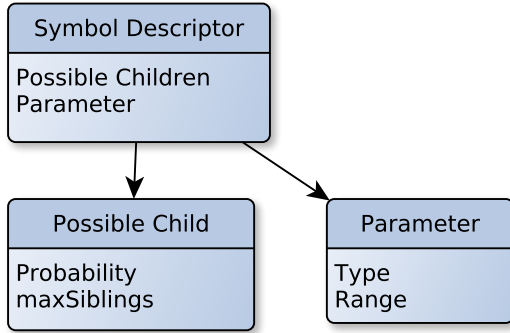 Symbol Descriptor
Possible Children
Parameter
Possible Child
Probability
maxSiblings
Parameter
Type
Range